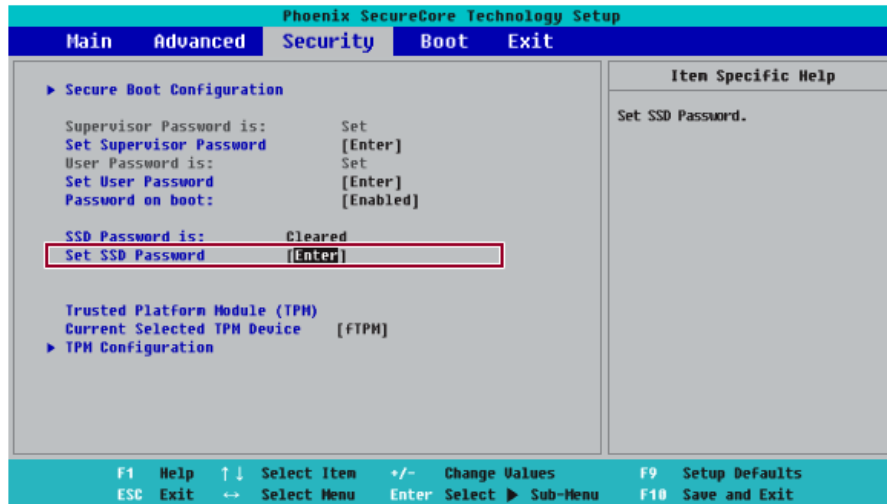 Phoenix SecureCore Technology Setup
Main Advanced Security Boot Exit
Item Specific Help
▶ Secure Boot Configuration
Set SSD Password.
Supervisor Password is: Set
Set Supervisor Password [Enter]
User Password is: Set
Set User Password [Enter]
Password on boot: [Enabled]
SSD Password is: Cleared
Set SSD Password [Enter]
Trusted Platform Module (TPM)
Current Selected TPM Device [fTPM]
▶ TPM Configuration
F1 Help ↑↓ Select Item +/- Change Values F9 Setup Defaults
ESC Exit ↔ Select Menu Enter Select ▶ Sub-Menu F10 Save and Exit